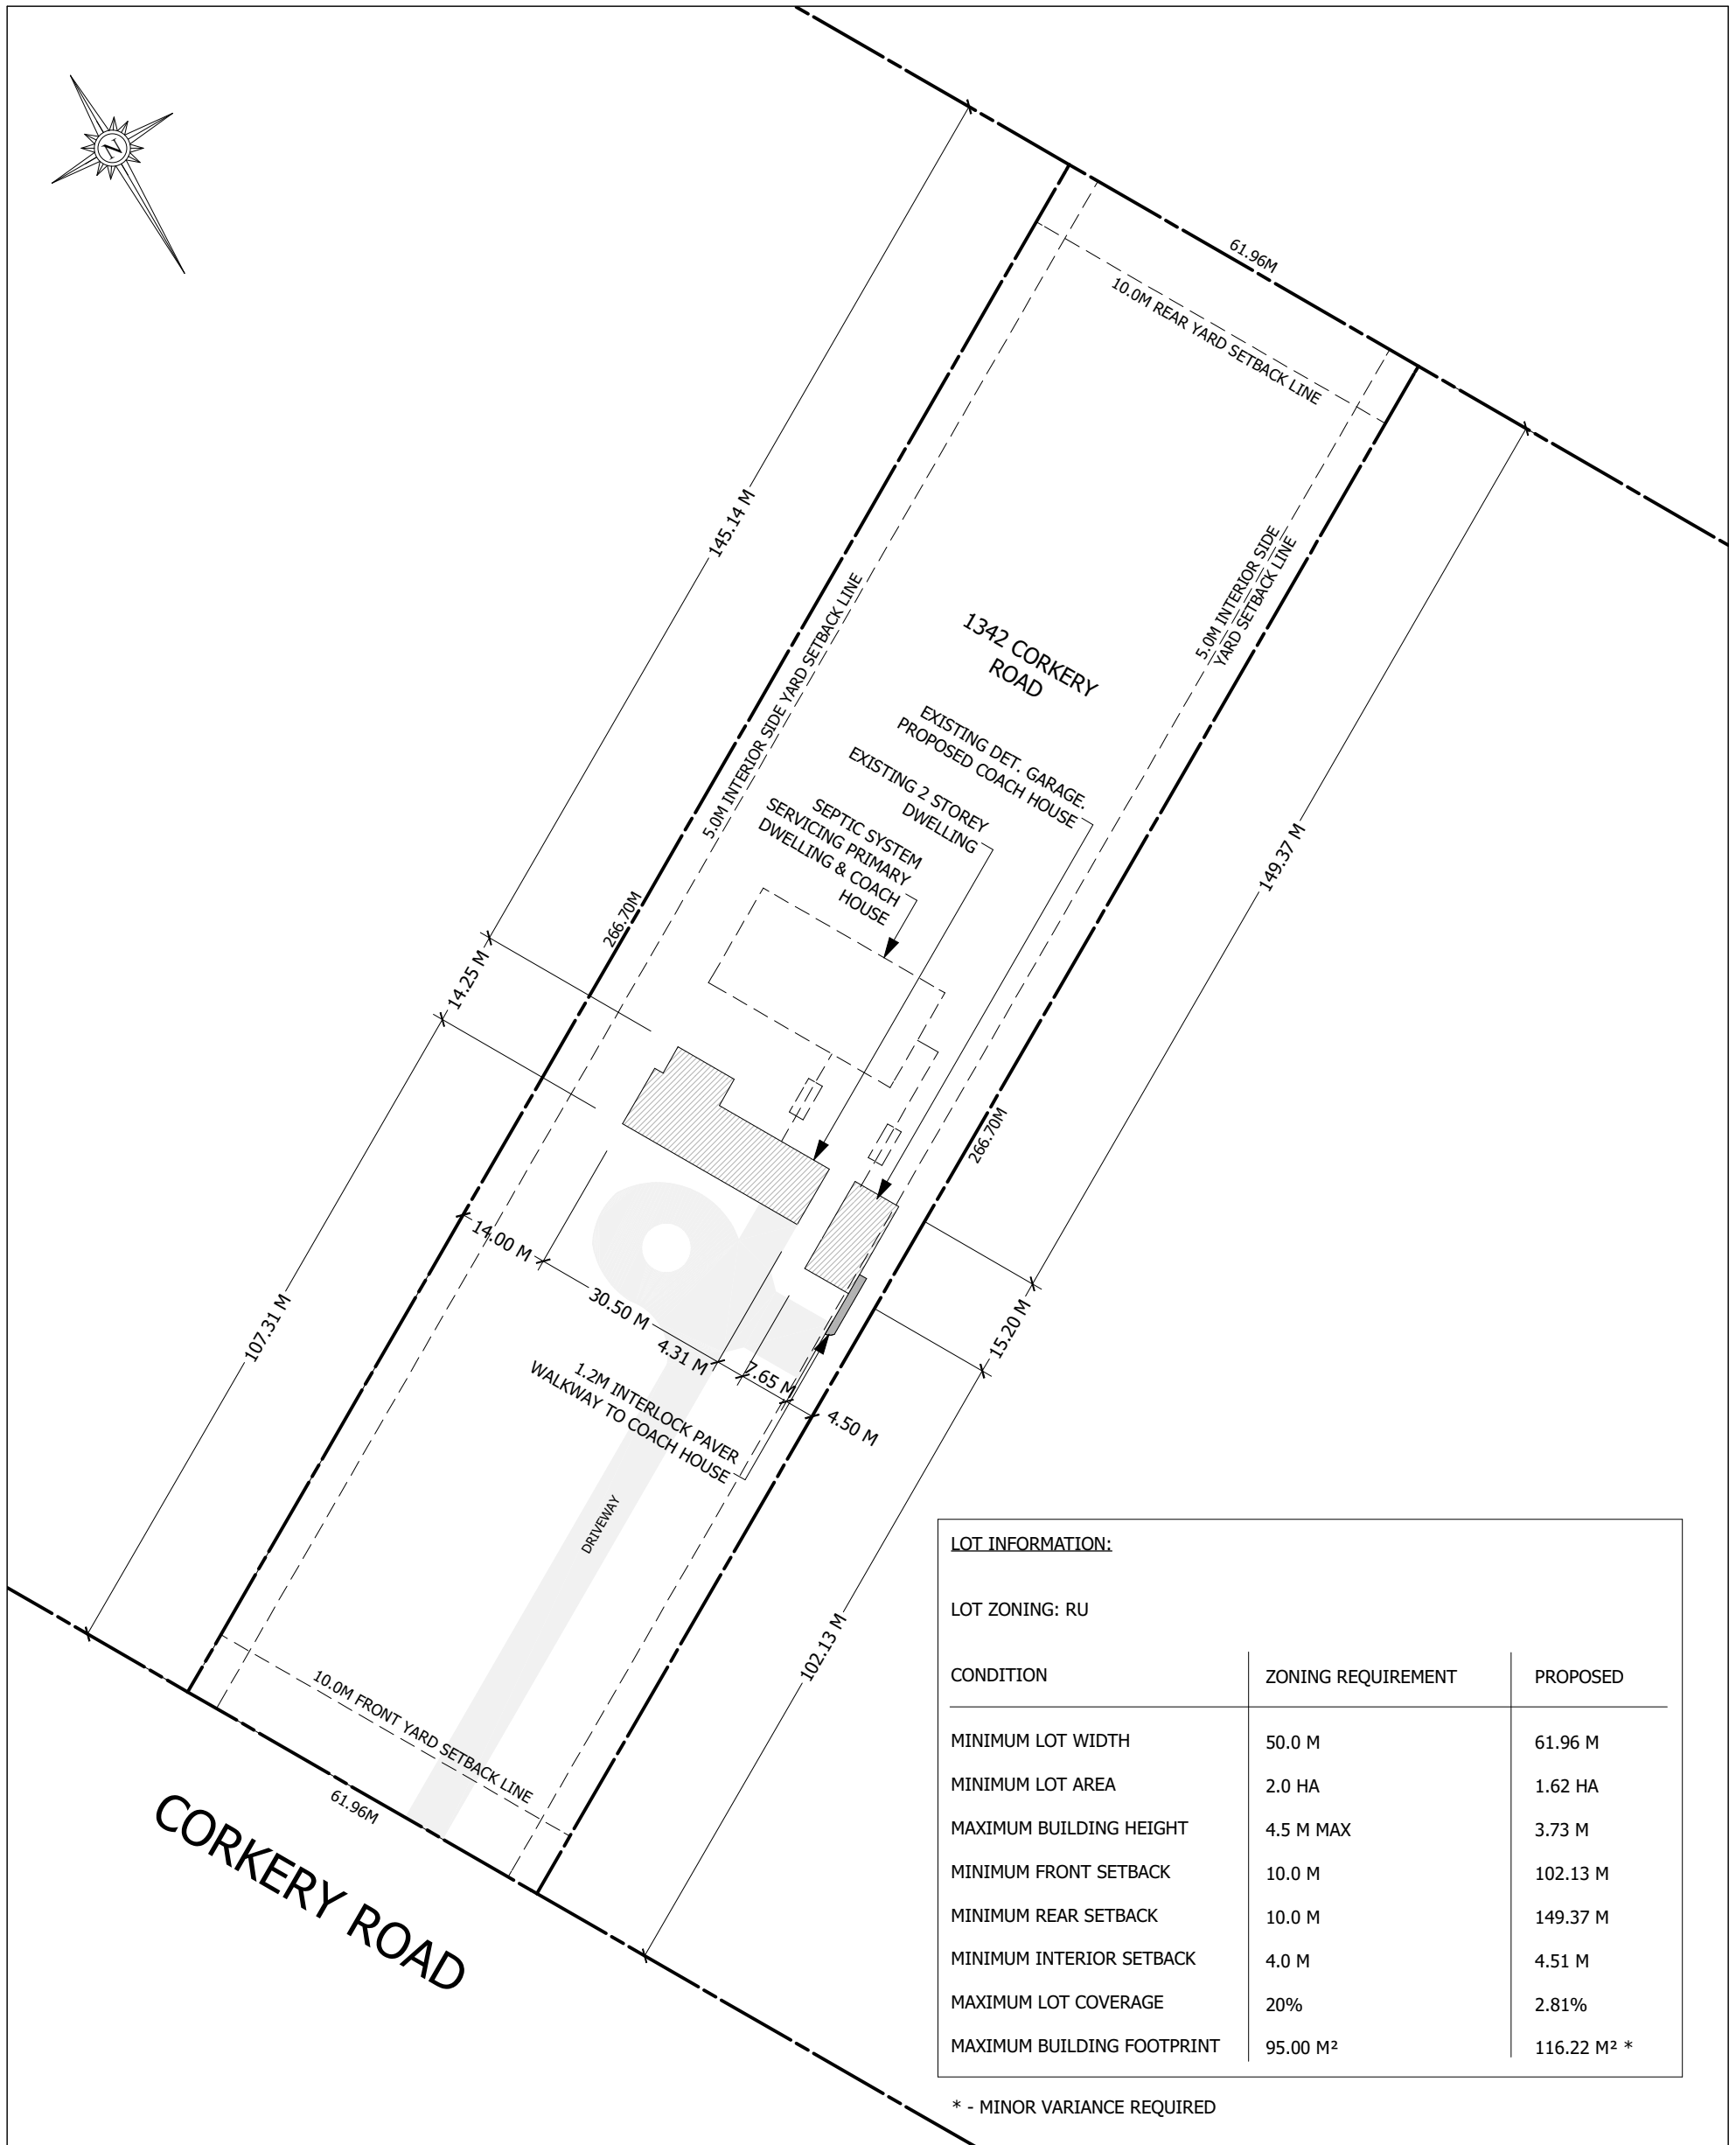 N
61.96M
10.0M REAR YARD SETBACK LINE
145.14 M
5.0M INTERIOR SIDE
YARD SETBACK LINE
5.0M INTERIOR SIDE YARD SETBACK LINE
1342 CORKERY
ROAD
EXISTING DET. GARAGE.
PROPOSED COACH HOUSE
EXISTING 2 STOREY
DWELLING
SEPTIC SYSTEM
SERVICING PRIMARY
DWELLING & COACH
HOUSE
149.37 M
266.70M
14.25 M
266.70M
14.00 M
30.50 M
4.31 M
7.65 M
4.50 M
15.20 M
107.31 M
1.2M INTERLOCK PAVER
WALKWAY TO COACH HOUSE
DRIVEWAY
102.13 M
10.0M FRONT YARD SETBACK LINE
61.96M
CORKERY ROAD
LOT INFORMATION:
LOT ZONING: RU
CONDITION ZONING REQUIREMENT PROPOSED
MINIMUM LOT WIDTH 50.0 M 61.96 M
MINIMUM LOT AREA 2.0 HA 1.62 HA
MAXIMUM BUILDING HEIGHT 4.5 M MAX 3.73 M
MINIMUM FRONT SETBACK 10.0 M 102.13 M
MINIMUM REAR SETBACK 10.0 M 149.37 M
MINIMUM INTERIOR SETBACK 4.0 M 4.51 M
MAXIMUM LOT COVERAGE 20% 2.81%
MAXIMUM BUILDING FOOTPRINT 95.00 M² 116.22 M² *
* - MINOR VARIANCE REQUIRED